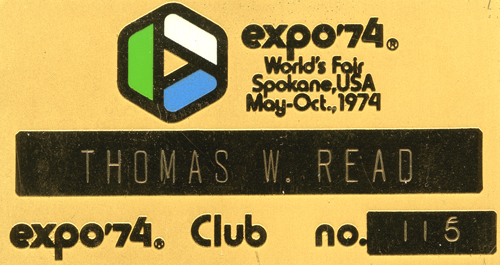 expo'74®
World's Fair
Spokane, USA
May-Oct., 1974
THOMAS W. READ
expo'74® Club no. 115